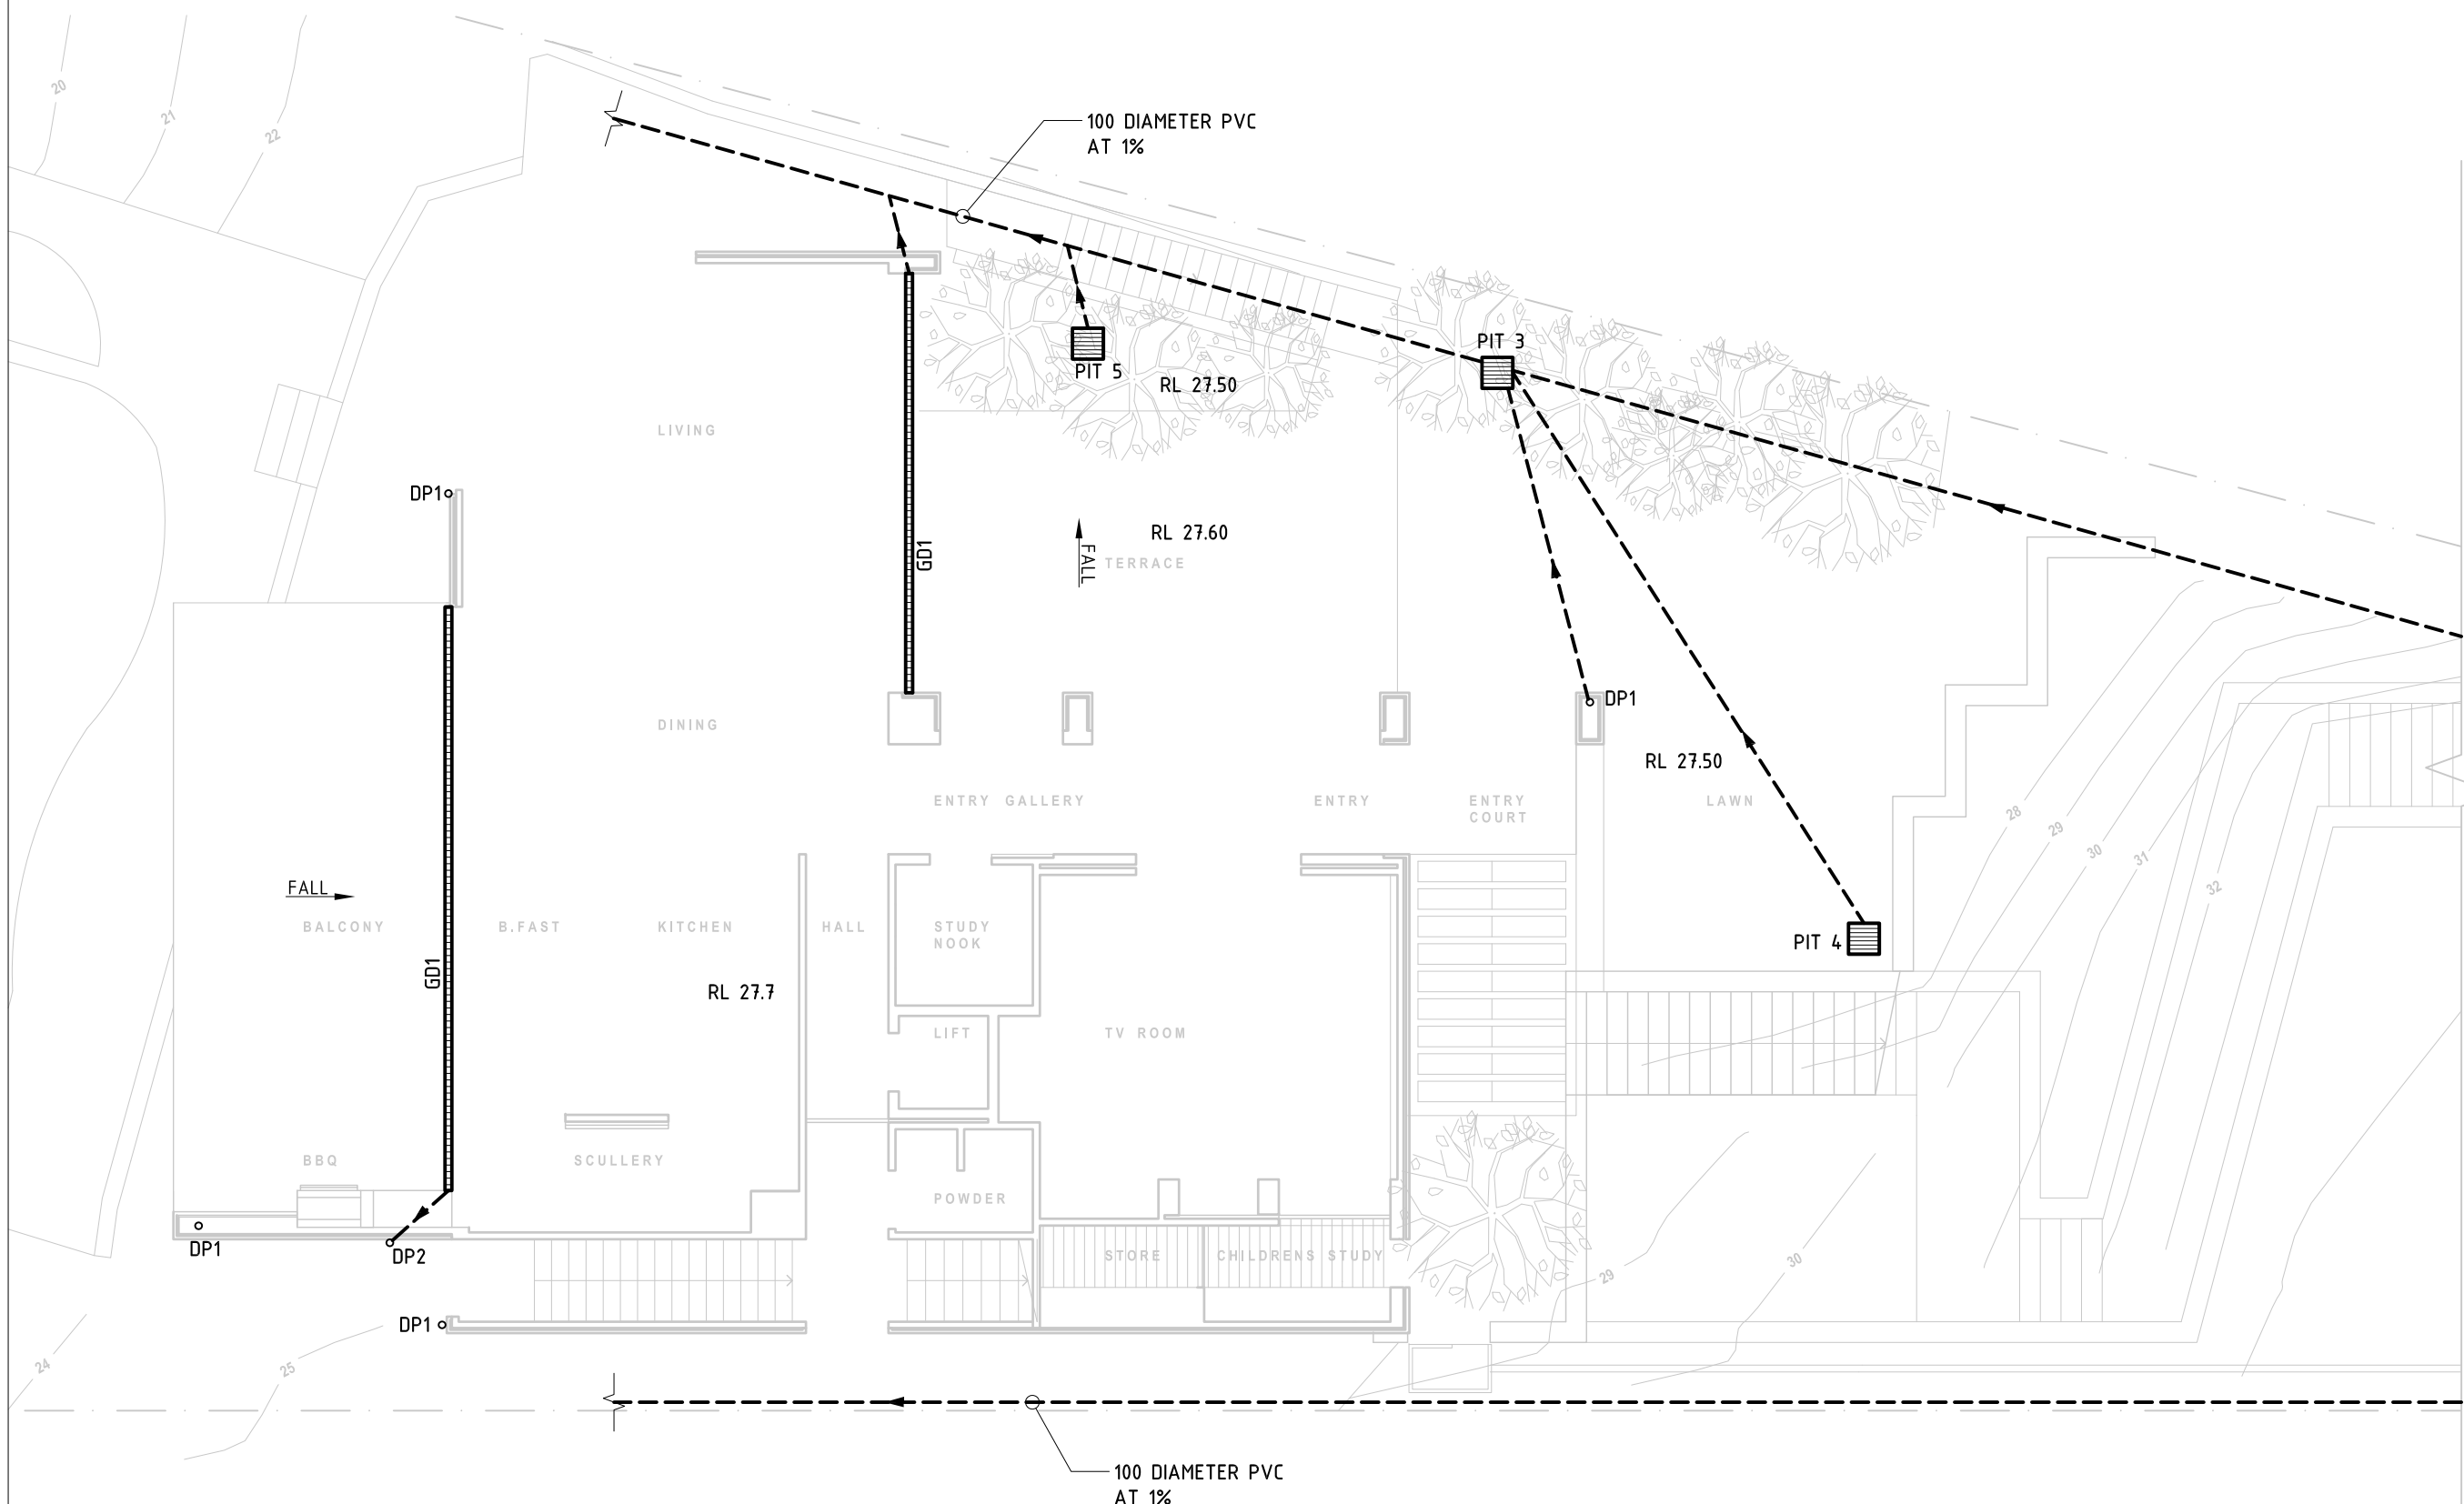 20
21
22
100 DIAMETER PVC
AT 1%
PIT 3
PIT 5
RL 27.50
LIVING
DP1
RL 27.60
GD1
FALL
TERRACE
DP1
DINING
RL 27.50
ENTRY GALLERY
ENTRY
ENTRY
COURT
LAWN
28
29
30
31
32
FALL
BALCONY
B.FAST
KITCHEN
HALL
STUDY
NOOK
PIT 4
GD1
RL 27.7
LIFT
TV ROOM
BBQ
SCULLERY
POWDER
DP1
DP2
STORE
CHILDRENS STUDY
29
30
DP1
24
25
100 DIAMETER PVC
AT 1%